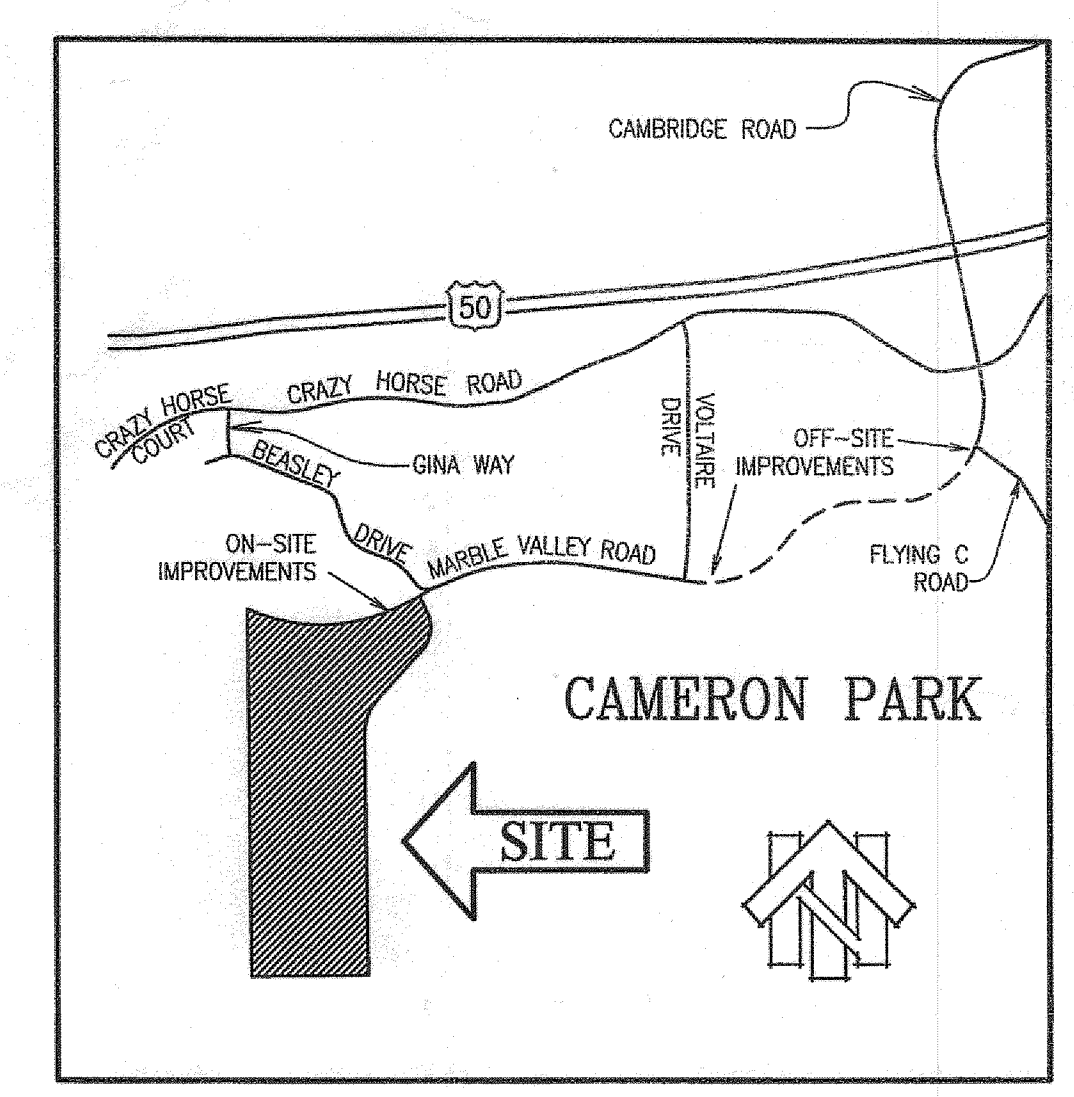 CAMBRIDGE ROAD
50
CRAZY HORSE ROAD
CRAZY HORSE
COURT
GINA WAY
BEASLEY
DRIVE
VOLTAIRE
DRIVE
OFF-SITE
IMPROVEMENTS
ON-SITE
IMPROVEMENTS
MARBLE VALLEY ROAD
FLYING C
ROAD
CAMERON PARK
SITE
N